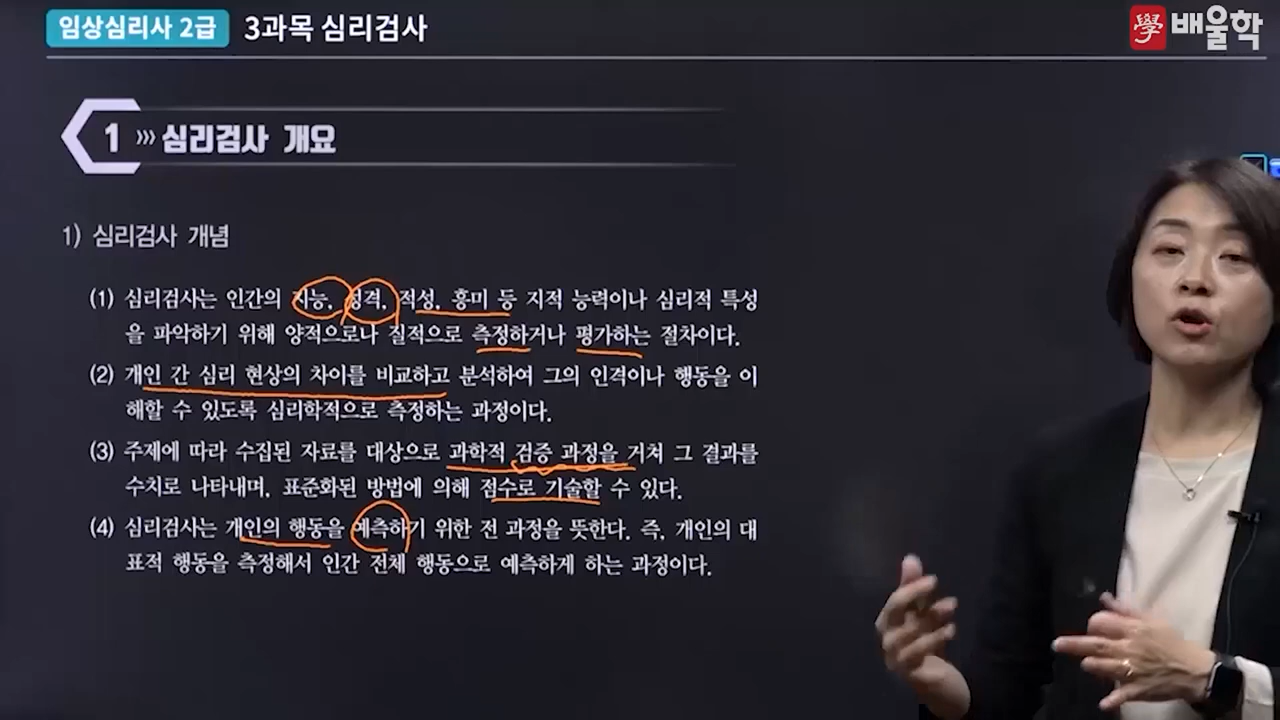 임상심리사 2급 3과목 심리검사
學 배울학
1 »» 심리검사 개요
1) 심리검사 개념
(1) 심리검사는 인간의 지능, 성격, 적성, 흥미 등 지적 능력이나 심리적 특성
을 파악하기 위해 양적으로나 질적으로 측정하거나 평가하는 절차이다.
(2) 개인 간 심리 현상의 차이를 비교하고 분석하여 그의 인격이나 행동을 이
해할 수 있도록 심리학적으로 측정하는 과정이다.
(3) 주제에 따라 수집된 자료를 대상으로 과학적 검증 과정을 거쳐 그 결과를
수치로 나타내며, 표준화된 방법에 의해 점수로 기술할 수 있다.
(4) 심리검사는 개인의 행동을 예측하기 위한 전 과정을 뜻한다. 즉, 개인의 대
표적 행동을 측정해서 인간 전체 행동으로 예측하게 하는 과정이다.